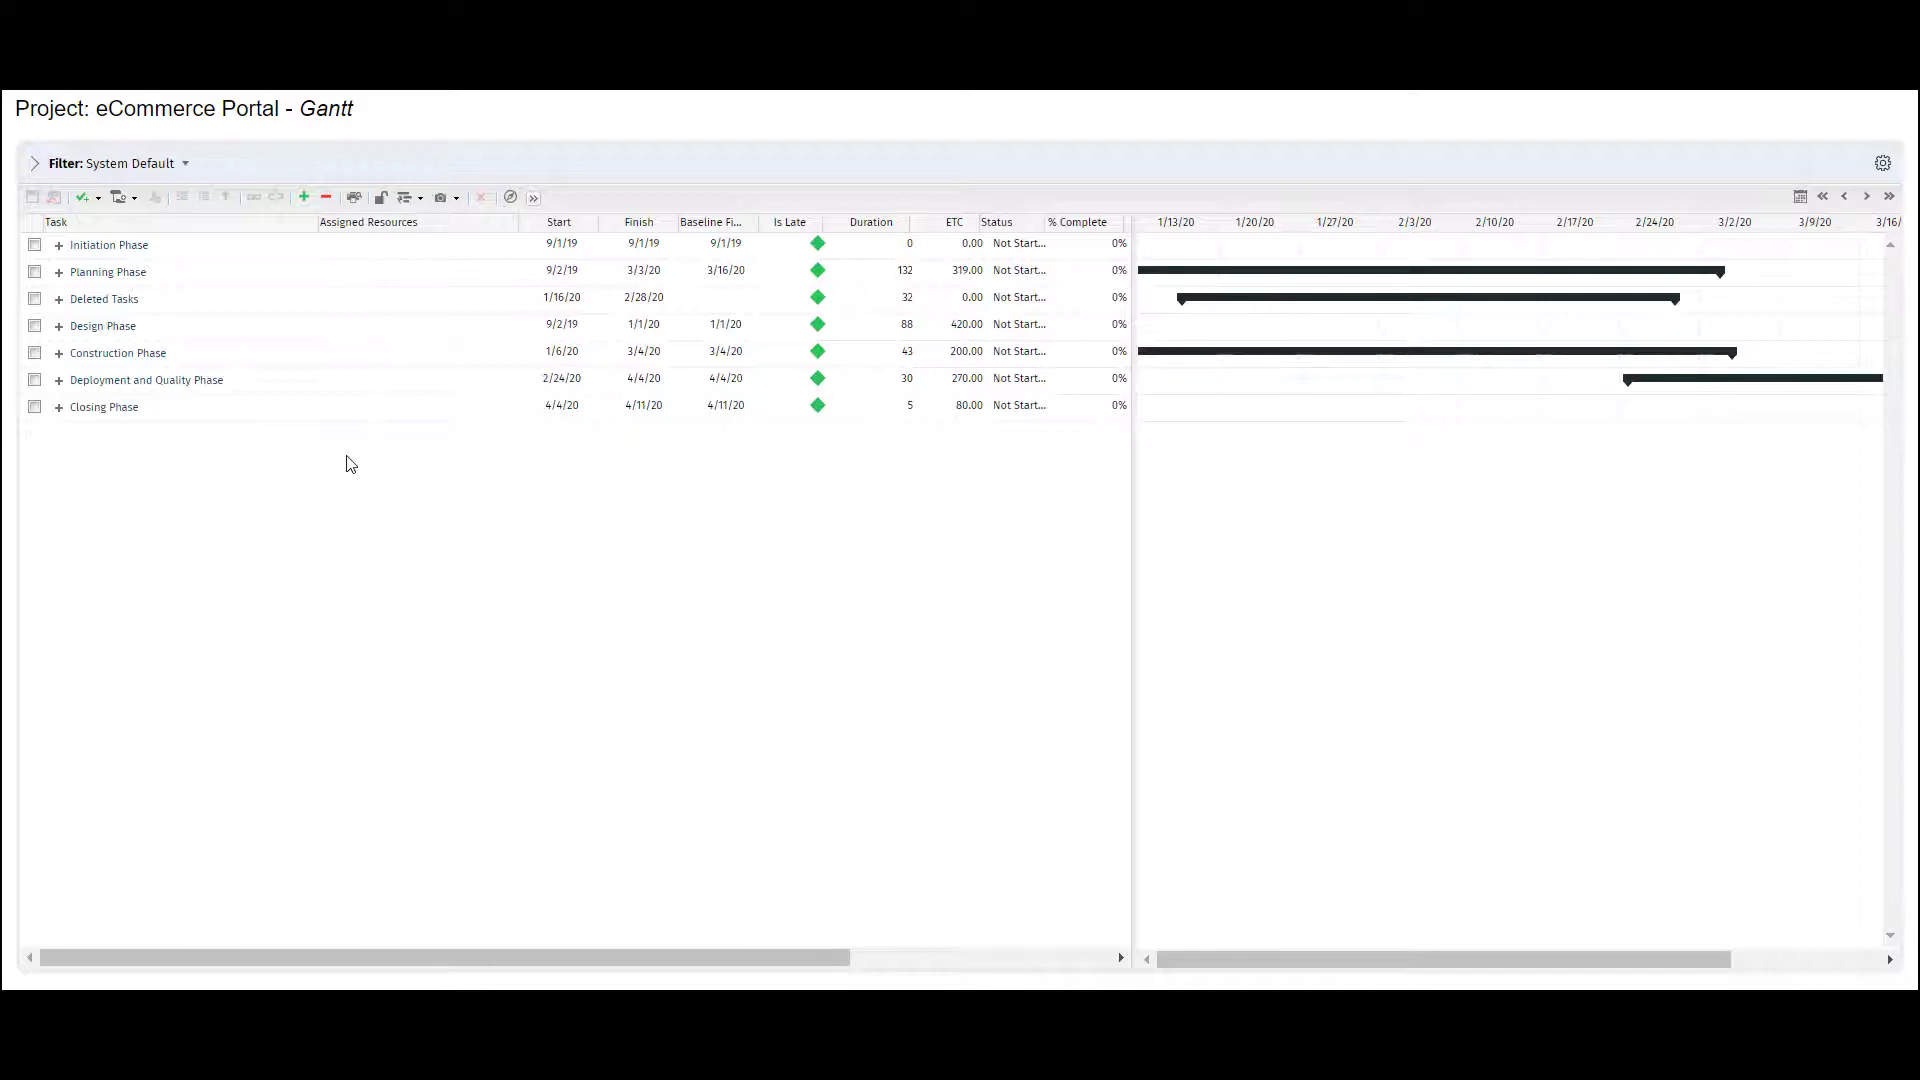 Project: eCommerce Portal - Gantt
Filter: System Default
Task Assigned Resources Start Finish Baseline Fi... Is Late Duration ETC Status % Complete 1/13/20 1/20/20 1/27/20 2/3/20 2/10/20 2/17/20 2/24/20 3/2/20 3/9/20 3/16/
Initiation Phase 9/1/19 9/1/19 9/1/19 0 0.00 Not Start... 0%
Planning Phase 9/2/19 3/3/20 3/16/20 132 319.00 Not Start... 0%
Deleted Tasks 1/16/20 2/28/20 32 0.00 Not Start... 0%
Design Phase 9/2/19 1/1/20 1/1/20 88 420.00 Not Start... 0%
Construction Phase 1/6/20 3/4/20 3/4/20 43 200.00 Not Start... 0%
Deployment and Quality Phase 2/24/20 4/4/20 4/4/20 30 270.00 Not Start... 0%
Closing Phase 4/4/20 4/11/20 4/11/20 5 80.00 Not Start... 0%